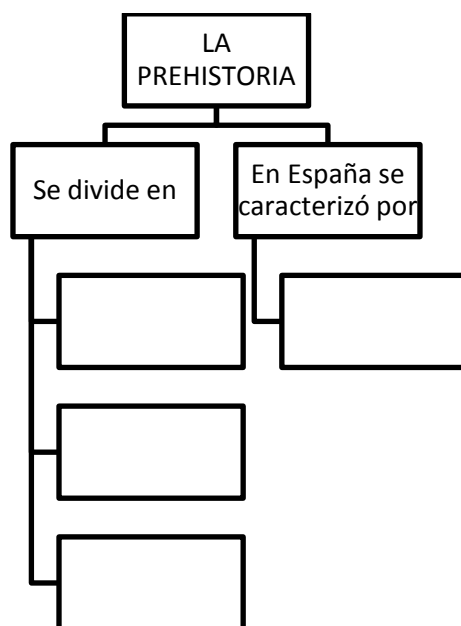 LA
PREHISTORIA
Se divide en
En España se
caracterizó por